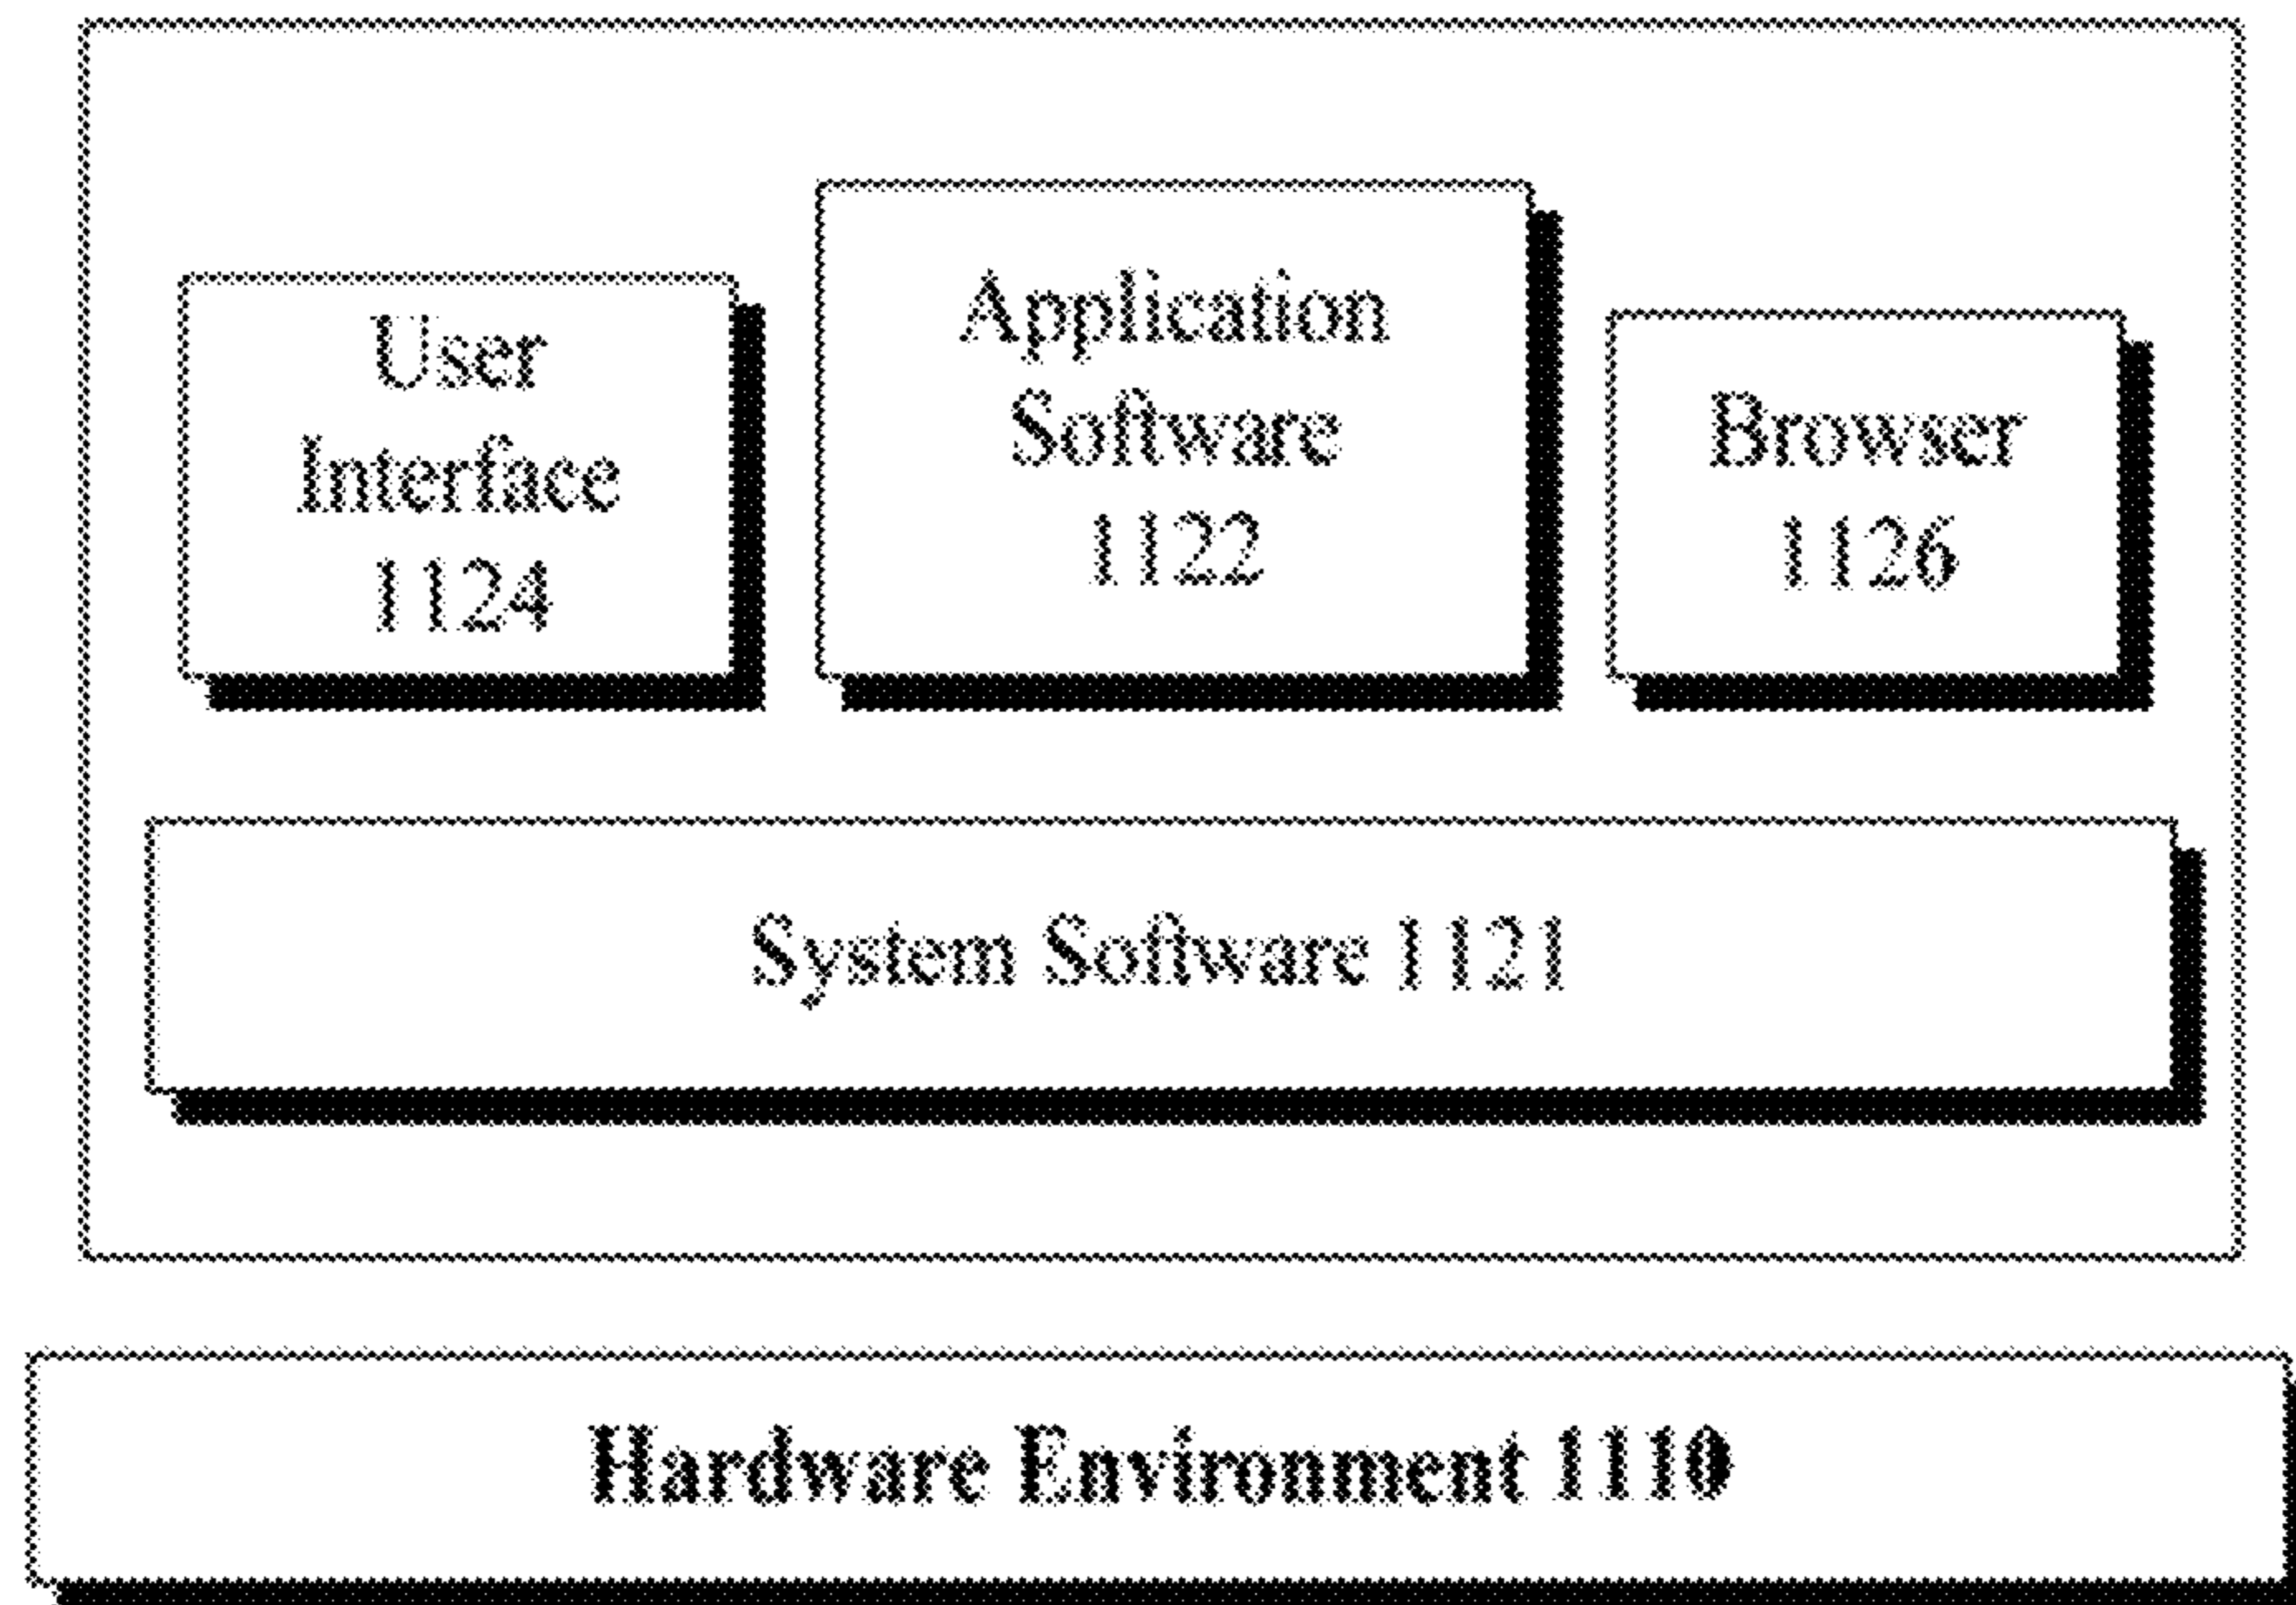 User
Interface
1124
Application
Software
1122
Browser
1126
System Software 1121
Hardware Environment 1110